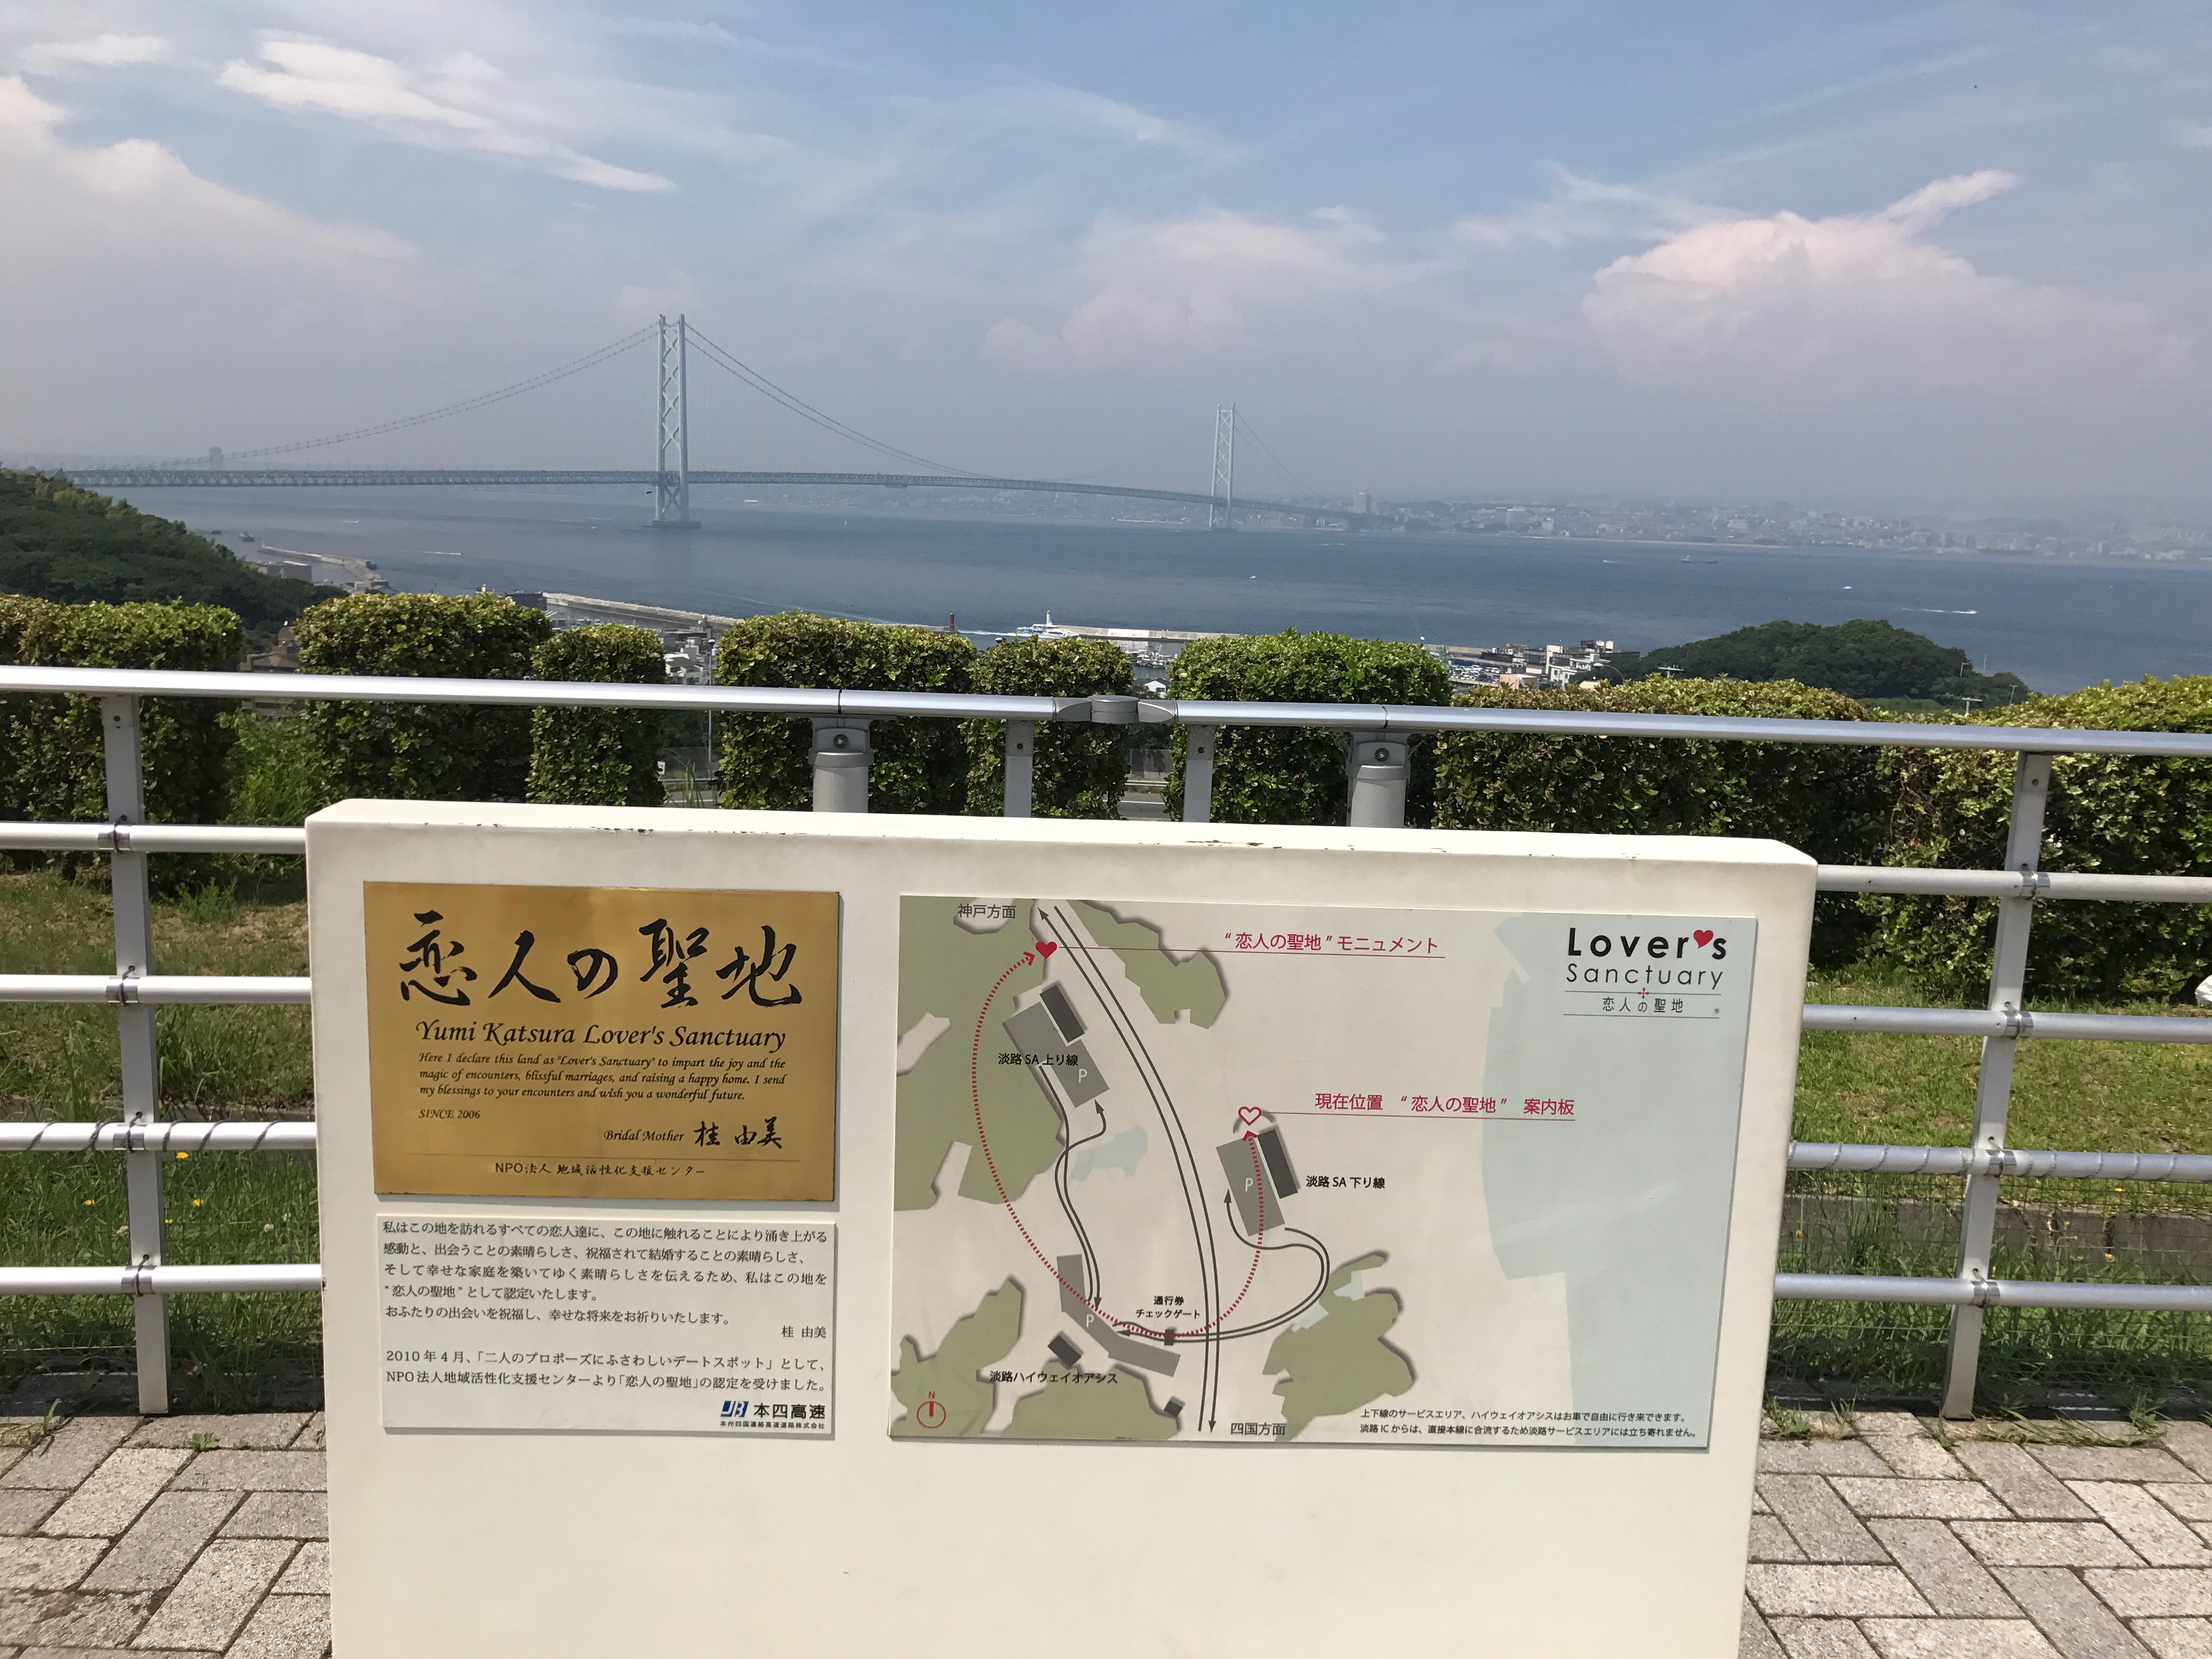 恋人の聖地
Yumi Katsura Lover's Sanctuary
Here I declare this land as "Lover's Sanctuary" to impart the joy and the
magic of encounters, blissful marriages, and raising a happy home. I send
my blessings to your encounters and wish you a wonderful future.
SINCE 2006
Bridal Mother 桂 由美
NPO法人 地域活性化支援センター
私はこの地を訪れるすべての恋人達に、この地に触れることにより涌き上がる
感動と、出会うことの素晴らしさ、祝福されて結婚することの素晴らしさ、
そして幸せな家庭を築いてゆく素晴らしさを伝えるため、私はこの地を
“恋人の聖地”として認定いたします。
おふたりの出会いを祝福し、幸せな将来をお祈りいたします。
桂 由美
2010年4月、「二人のプロポーズにふさわしいデートスポット」として、
NPO法人地域活性化支援センターより「恋人の聖地」の認定を受けました。
JB 本四高速
本州四国連絡高速道路株式会社
神戸方面
“恋人の聖地”モニュメント
Lover's
Sanctuary
恋人の聖地
淡路SA上り線
P
現在位置 “恋人の聖地” 案内板
淡路SA下り線
P
通行券
チェックゲート
P
淡路ハイウェイオアシス
N
四国方面
上下線のサービスエリア、ハイウェイオアシスはお車で自由に行き来できます。
淡路ICからは、直接本線に合流するため淡路サービスエリアには立ち寄れません。